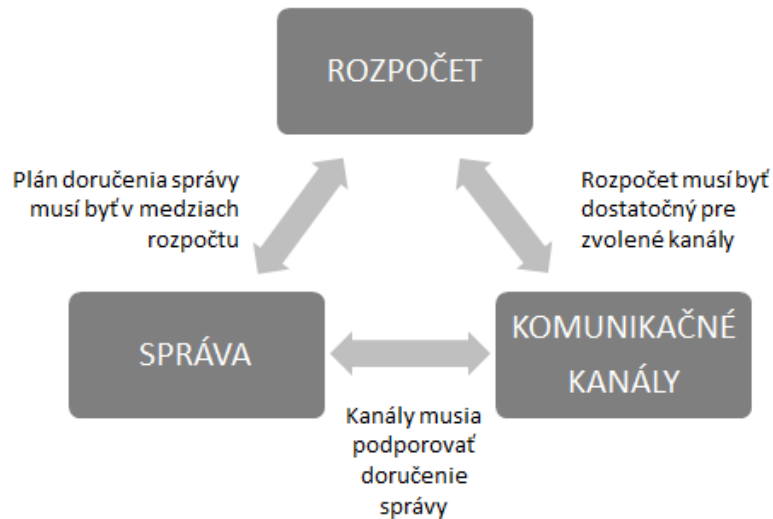 ROZPOČET
Plán doručenia správy
musí byť v medziach
rozpočtu
Rozpočet musí byť
dostatočný pre
zvolené kanály
SPRÁVA
KOMUNIKAČNÉ
KANÁLY
Kanály musia
podporovať
doručenie
správy